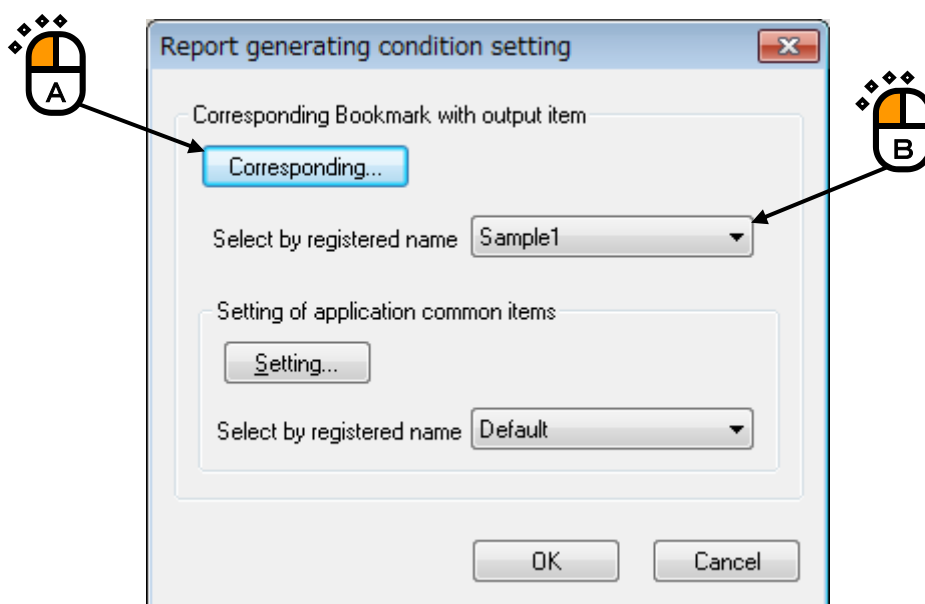 Report generating condition setting
A
Corresponding Bookmark with output item
B
Corresponding...
Select by registered name Sample1
Setting of application common items
Setting...
Select by registered name Default
OK Cancel